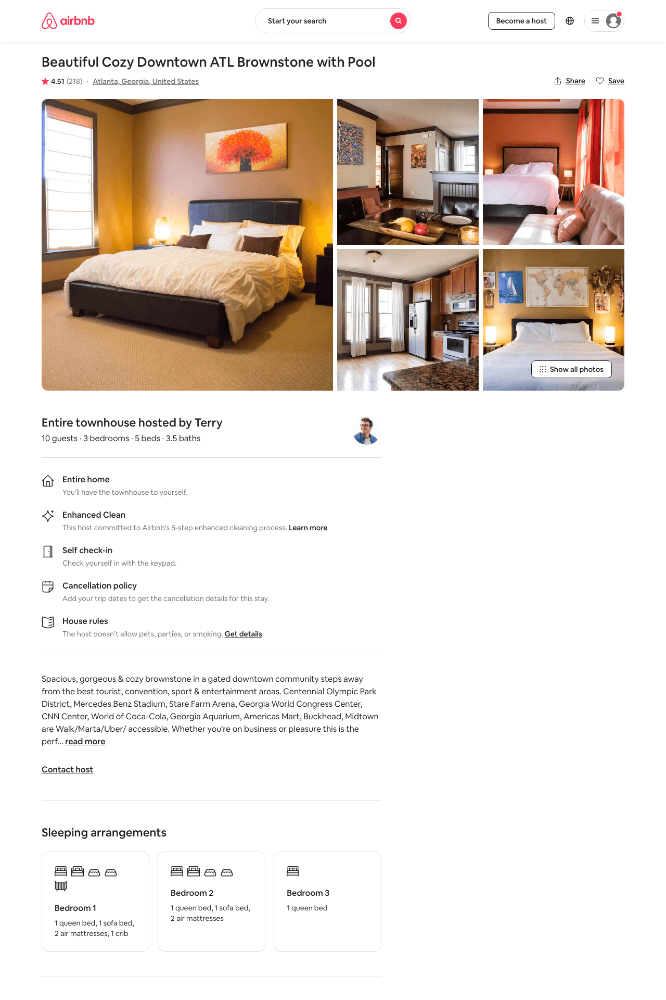 airbnb
Start your search
Become a host
Beautiful Cozy Downtown ATL Brownstone with Pool
4.51 (218) · Atlanta, Georgia, United States
Share
Save
Show all photos
Entire townhouse hosted by Terry
10 guests · 3 bedrooms · 5 beds · 3.5 baths
Entire home
You'll have the townhouse to yourself.
Enhanced Clean
This host committed to Airbnb's 5-step enhanced cleaning process. Learn more
Self check-in
Check yourself in with the keypad.
Cancellation policy
Add your trip dates to get the cancellation details for this stay.
House rules
The host doesn't allow pets, parties, or smoking. Get details
Spacious, gorgeous & cozy brownstone in a gated downtown community steps away
from the best tourist, convention, sport & entertainment areas. Centennial Olympic Park
District, Mercedes Benz Stadium, Stare Farm Arena, Georgia World Congress Center,
CNN Center, World of Coca-Cola, Georgia Aquarium, Americas Mart, Buckhead, Midtown
are Walk/Marta/Uber/ accessible. Whether you're on business or pleasure this is the
perf... read more
Contact host
Sleeping arrangements
Bedroom 1
1 queen bed, 1 sofa bed,
2 air mattresses, 1 crib
Bedroom 2
1 queen bed, 1 sofa bed,
2 air mattresses
Bedroom 3
1 queen bed